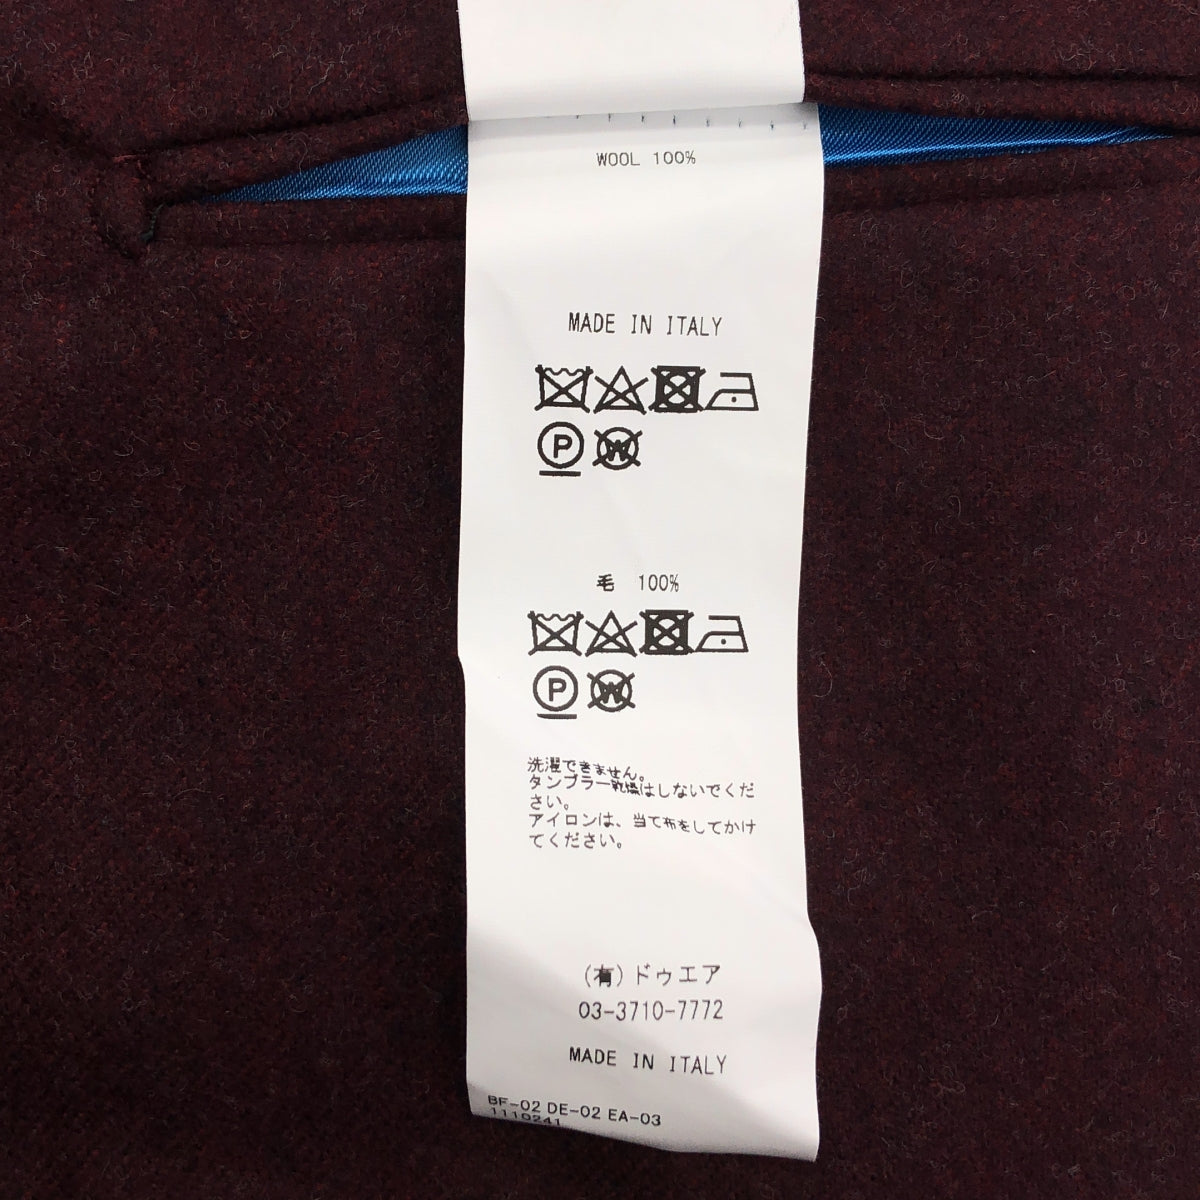 WOOL 100%
MADE IN ITALY
P W
毛 100%
P W
洗濯できません。
タンブラー乾燥はしないでくだ
さい。
アイロンは、当て布をしてかけ
てください。
(有)ドゥエア
03-3710-7772
MADE IN ITALY
BF-02 DE-02 EA-03
1110241